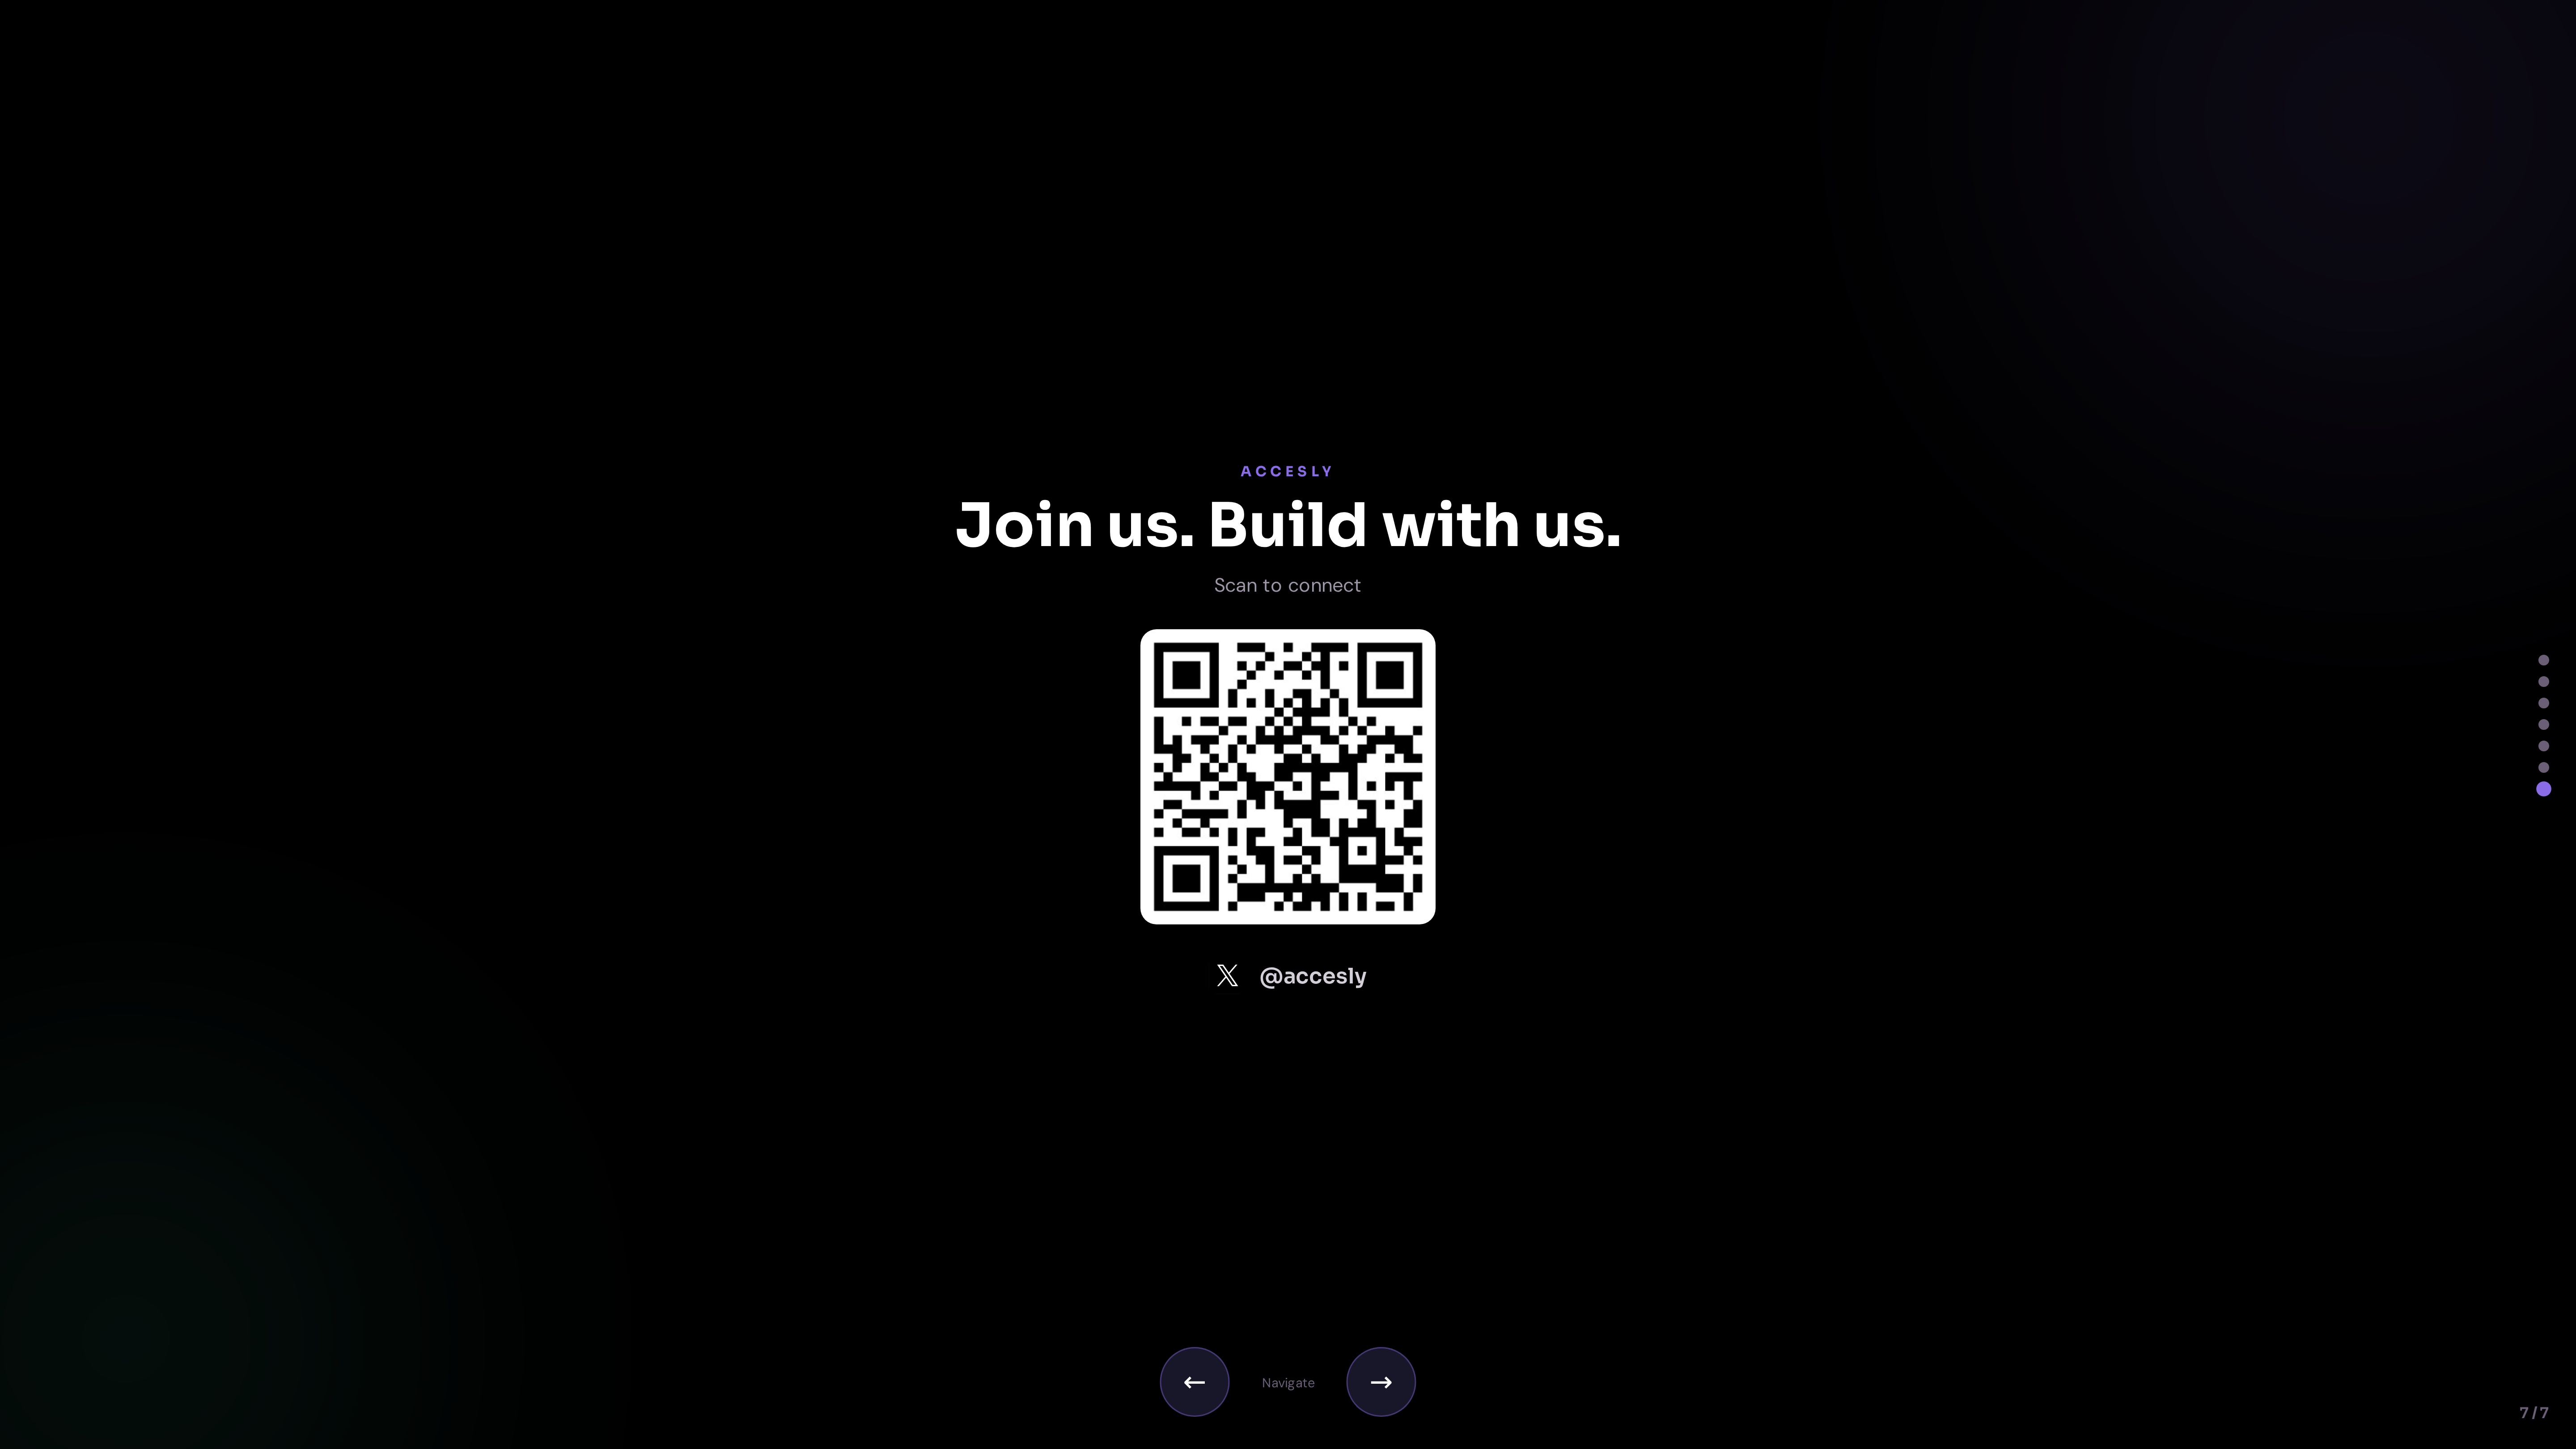 ACCESLY
Join us. Build with us.
Scan to connect
𝕏 @accesly
← Navigate →
7/7